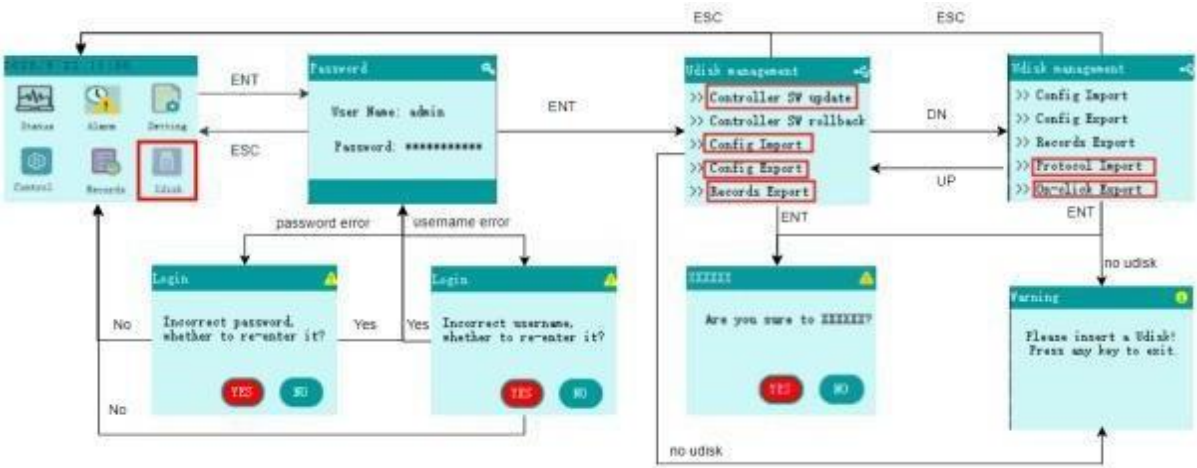 ESC
ESC
ENT
ESC
Status
Alarm
Setting
Control
Records
Udisk
Password
User Name: admin
Password: ***********
ENT
Udisk management
>> Controller SW update
>> Controller SW rollback
>> Config Import
>> Config Export
>> Records Export
DN
UP
Udisk management
>> Config Import
>> Config Export
>> Records Export
>> Protocol Import
>> On-click Export
ENT
ENT
no udisk
password error
username error
Login
Incorrect password,
whether to re-enter it?
YES
NO
No
Yes
Yes
Login
Incorrect username,
whether to re-enter it?
YES
NO
No
XXXXXX
Are you sure to XXXXXX?
YES
NO
Warning
Please insert a Udisk!
Press any key to exit.
no udisk